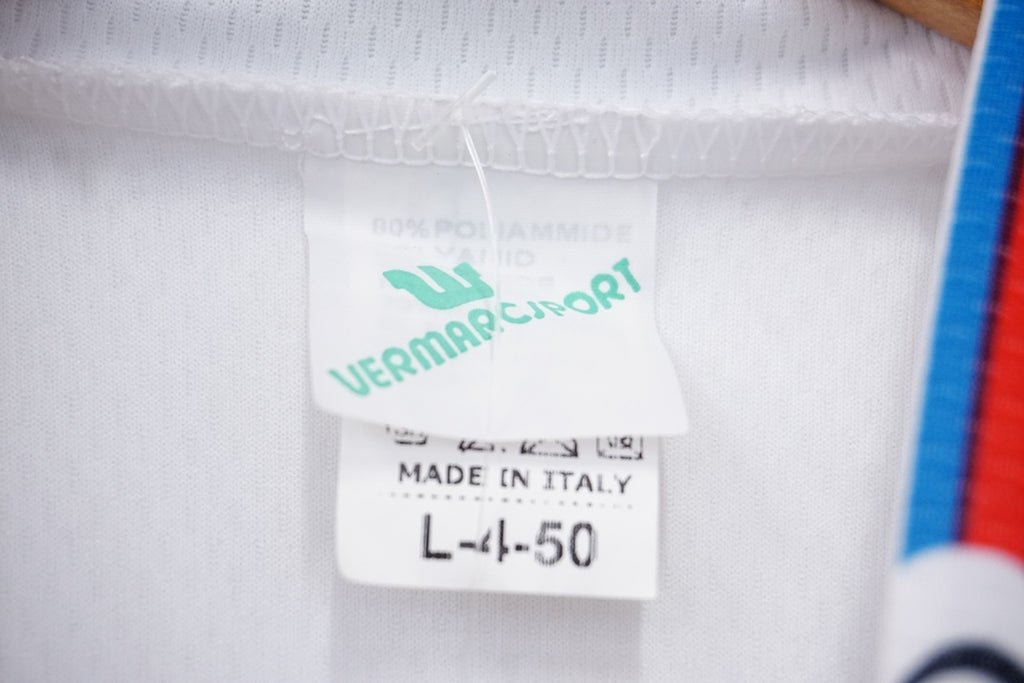 80% POLIAMMIDE
VERMARCSPORT
MADE IN ITALY
L-4-50